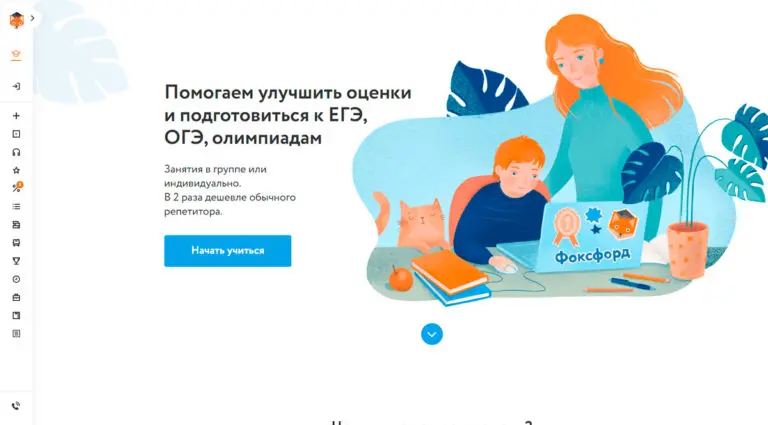 Помогаем улучшить оценки
и подготовиться к ЕГЭ,
ОГЭ, олимпиадам
Занятия в группе или
индивидуально.
В 2 раза дешевле обычного
репетитора.
Начать учиться
1
Фоксфорд